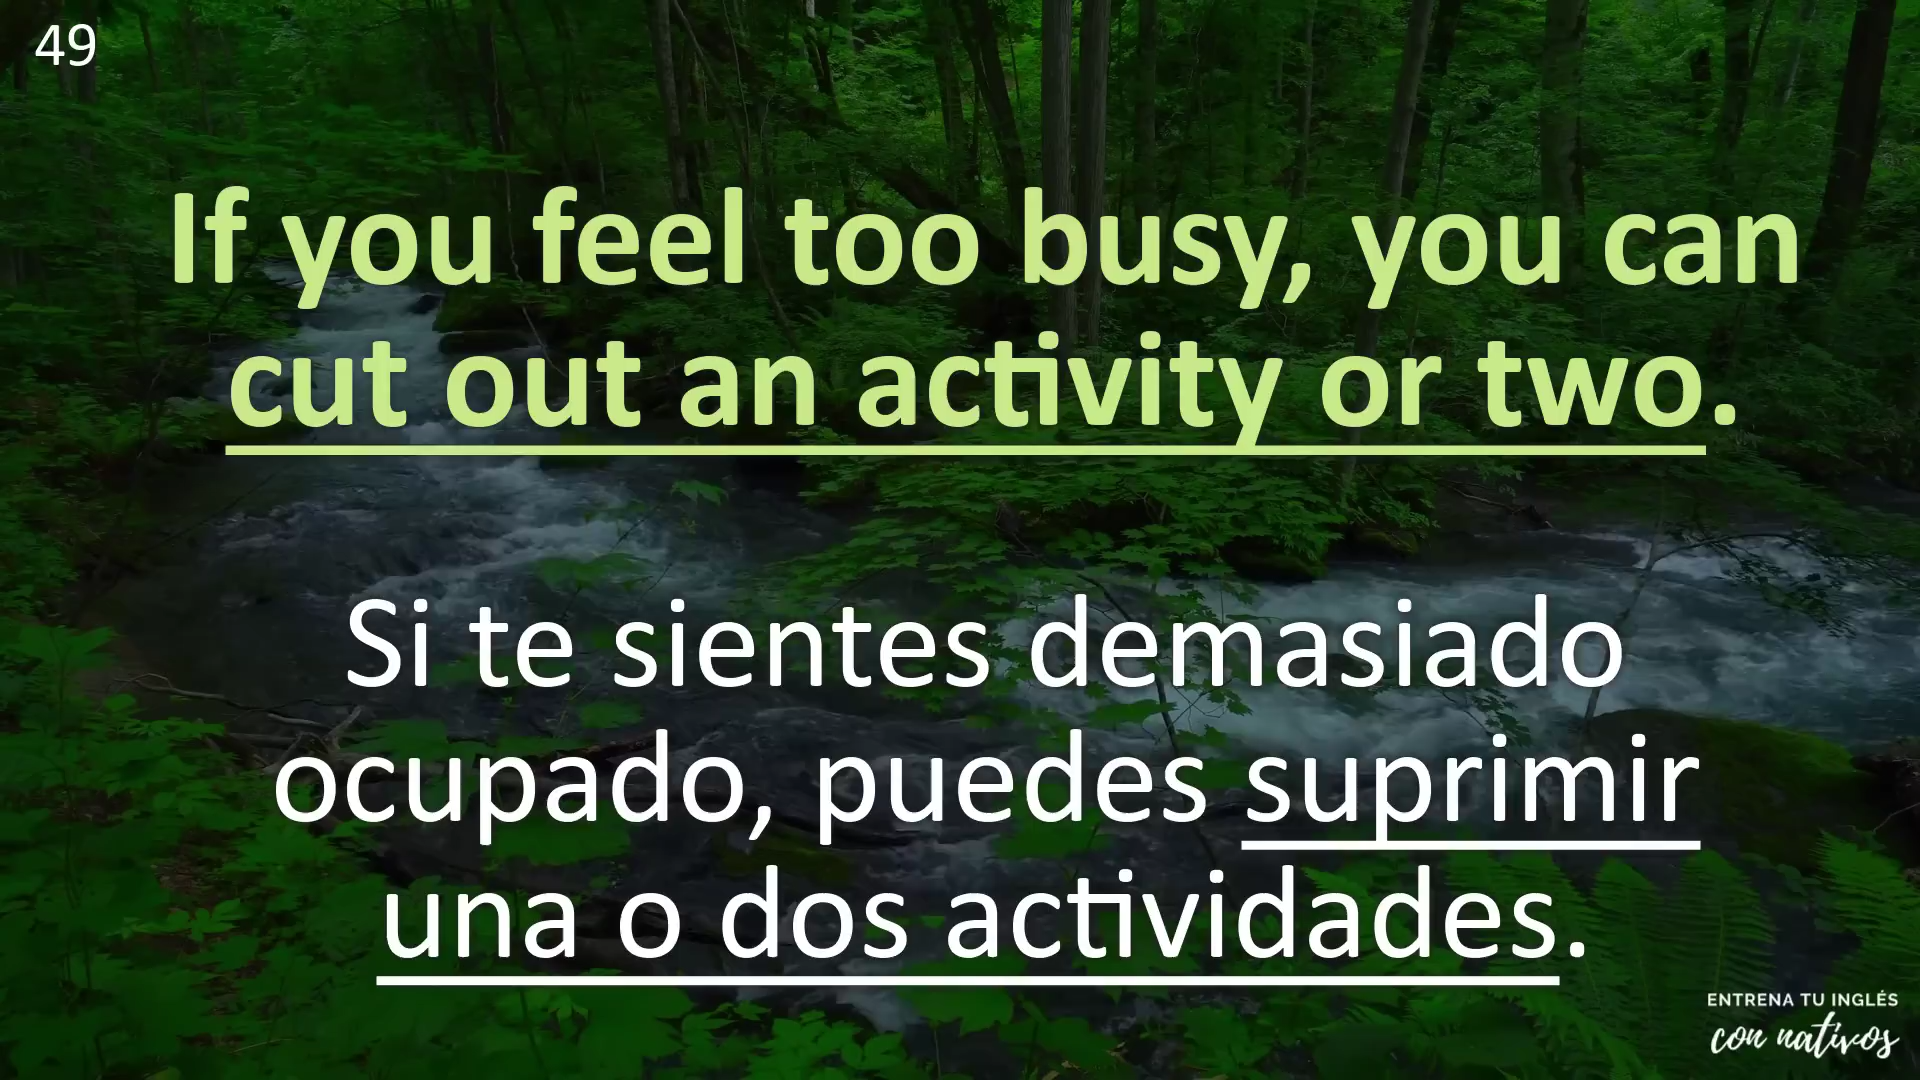 49
If you feel too busy, you can
cut out an activity or two.
Si te sientes demasiado
ocupado, puedes suprimir
una o dos actividades.
ENTRENA TU INGLÉS
con nativos